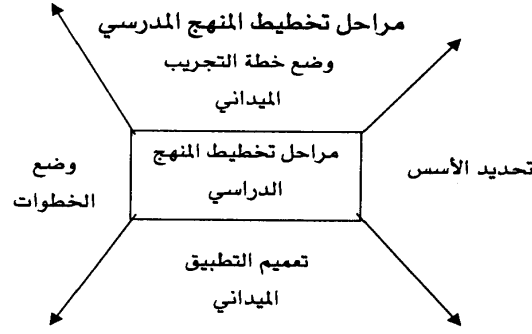 مراحل تخطيط المنهج المدرسي
وضع خطة التجريب
الميداني
تحديد الأسس
مراحل تخطيط المنهج
الدراسي
وضع
الخطوات
تعميم التطبيق
الميداني